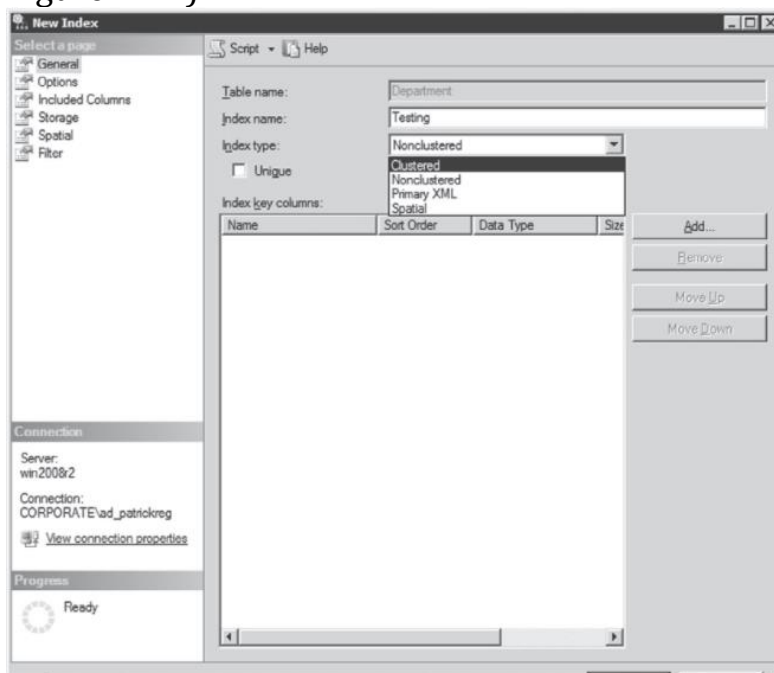 New Index
Select a page
General
Options
Included Columns
Storage
Spatial
Filter
Script Help
Table name: Department
Index name: Testing
Index type: Nonclustered
Clustered
Nonclustered
Primary XML
Spatial
Unique
Index key columns:
Name Sort Order Data Type Size
Add...
Remove
Move Up
Move Down
Connection
Server:
win2008r2
Connection:
CORPORATE\ad_patrickreg
View connection properties
Progress
Ready